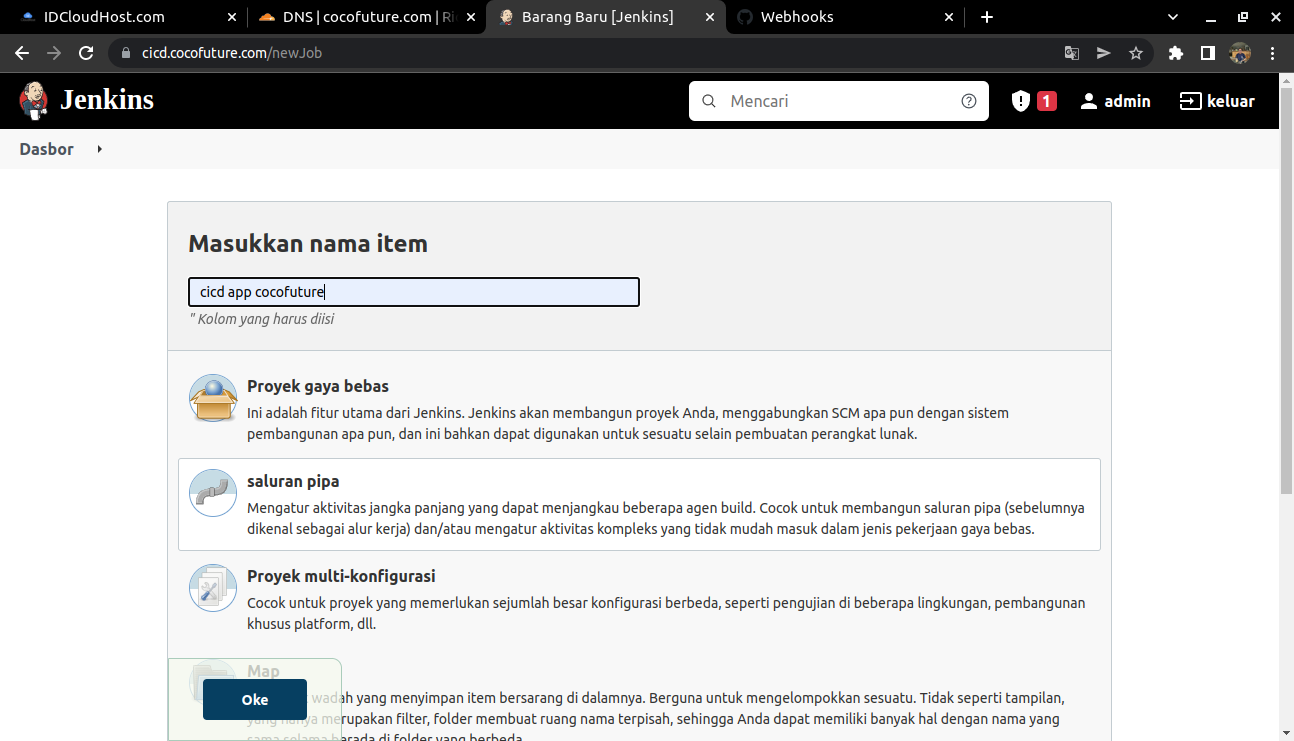 IDCloudHost.com
DNS | cocofuture.com | Ri
Barang Baru [Jenkins]
Webhooks
cicd.cocofuture.com/newJob
Jenkins
Mencari
1
admin
keluar
Dasbor
Masukkan nama item
cicd app cocofuture
" Kolom yang harus diisi
Proyek gaya bebas
Ini adalah fitur utama dari Jenkins. Jenkins akan membangun proyek Anda, menggabungkan SCM apa pun dengan sistem
pembangunan apa pun, dan ini bahkan dapat digunakan untuk sesuatu selain pembuatan perangkat lunak.
saluran pipa
Mengatur aktivitas jangka panjang yang dapat menjangkau beberapa agen build. Cocok untuk membangun saluran pipa (sebelumnya
dikenal sebagai alur kerja) dan/atau mengatur aktivitas kompleks yang tidak mudah masuk dalam jenis pekerjaan gaya bebas.
Proyek multi-konfigurasi
Cocok untuk proyek yang memerlukan sejumlah besar konfigurasi berbeda, seperti pengujian di beberapa lingkungan, pembangunan
khusus platform, dll.
Map
wadah yang menyimpan item bersarang di dalamnya. Berguna untuk mengelompokkan sesuatu. Tidak seperti tampilan,
yang hanya merupakan filter, folder membuat ruang nama terpisah, sehingga Anda dapat memiliki banyak hal dengan nama yang
sama selama berada di folder yang berbeda.
Oke